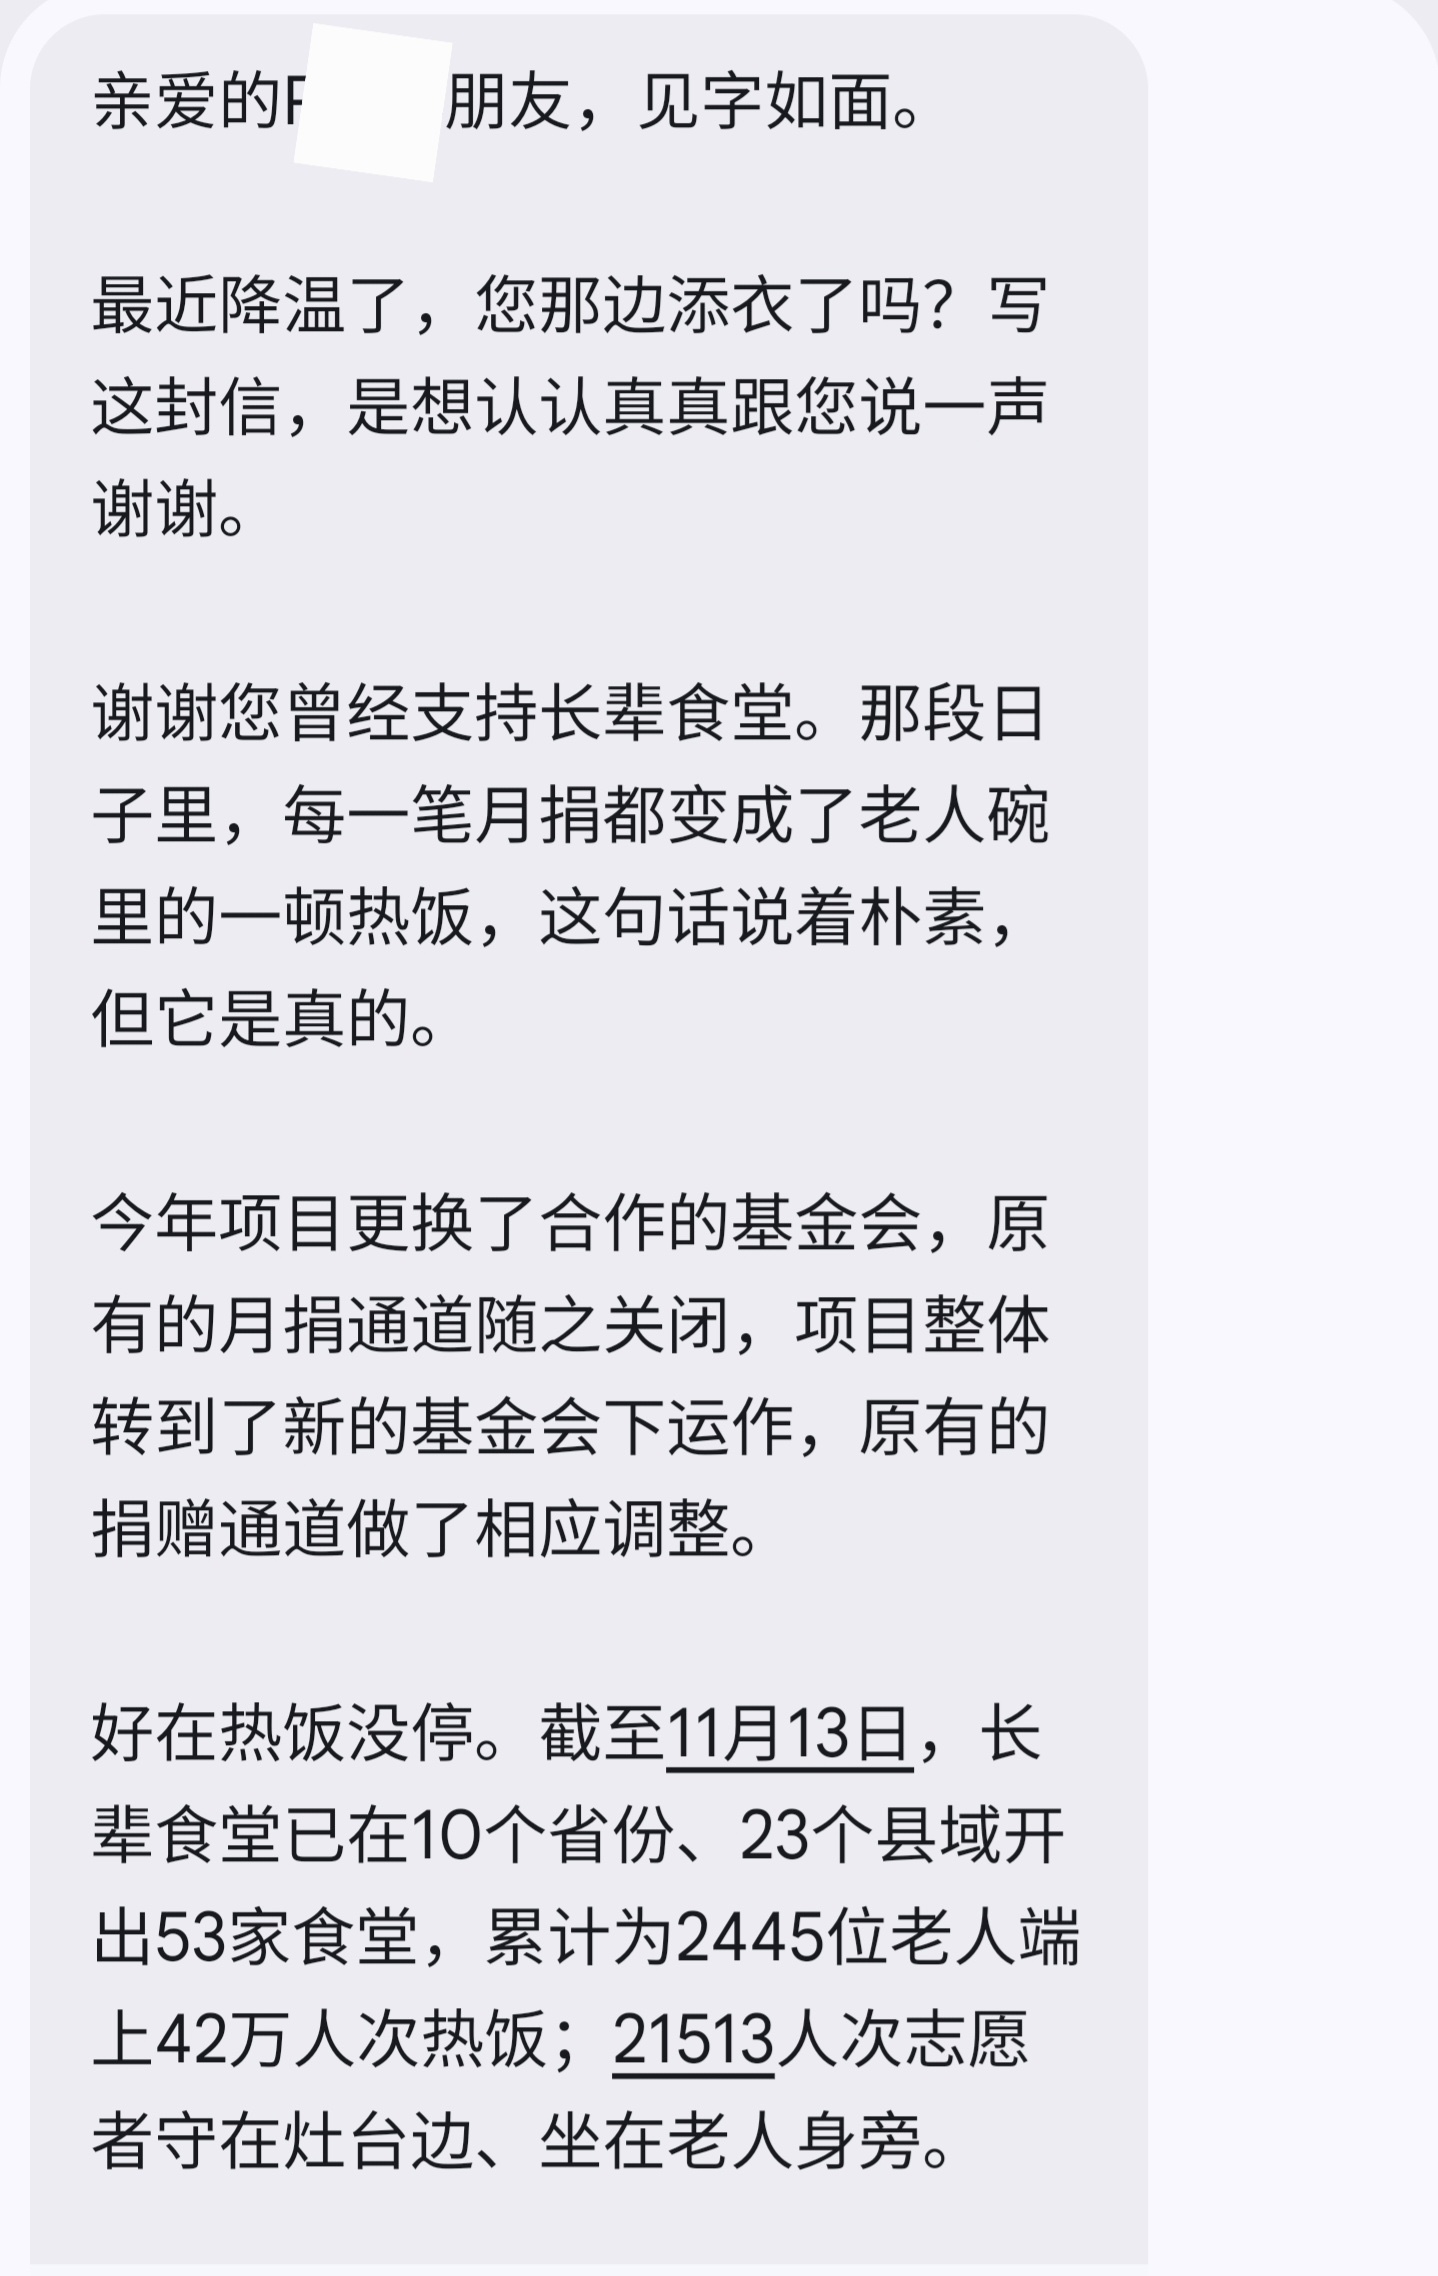 亲爱的F朋友，见字如面。
最近降温了，您那边添衣了吗？写
这封信，是想认认真真跟您说一声
谢谢。
谢谢您曾经支持长辈食堂。那段日
子里，每一笔月捐都变成了老人碗
里的一顿热饭，这句话说着朴素，
但它是真的。
今年项目更换了合作的基金会，原
有的月捐通道随之关闭，项目整体
转到了新的基金会下运作，原有的
捐赠通道做了相应调整。
好在热饭没停。截至11月13日，长
辈食堂已在10个省份、23个县域开
出53家食堂，累计为2445位老人端
上42万人次热饭；21513人次志愿
者守在灶台边、坐在老人身旁。